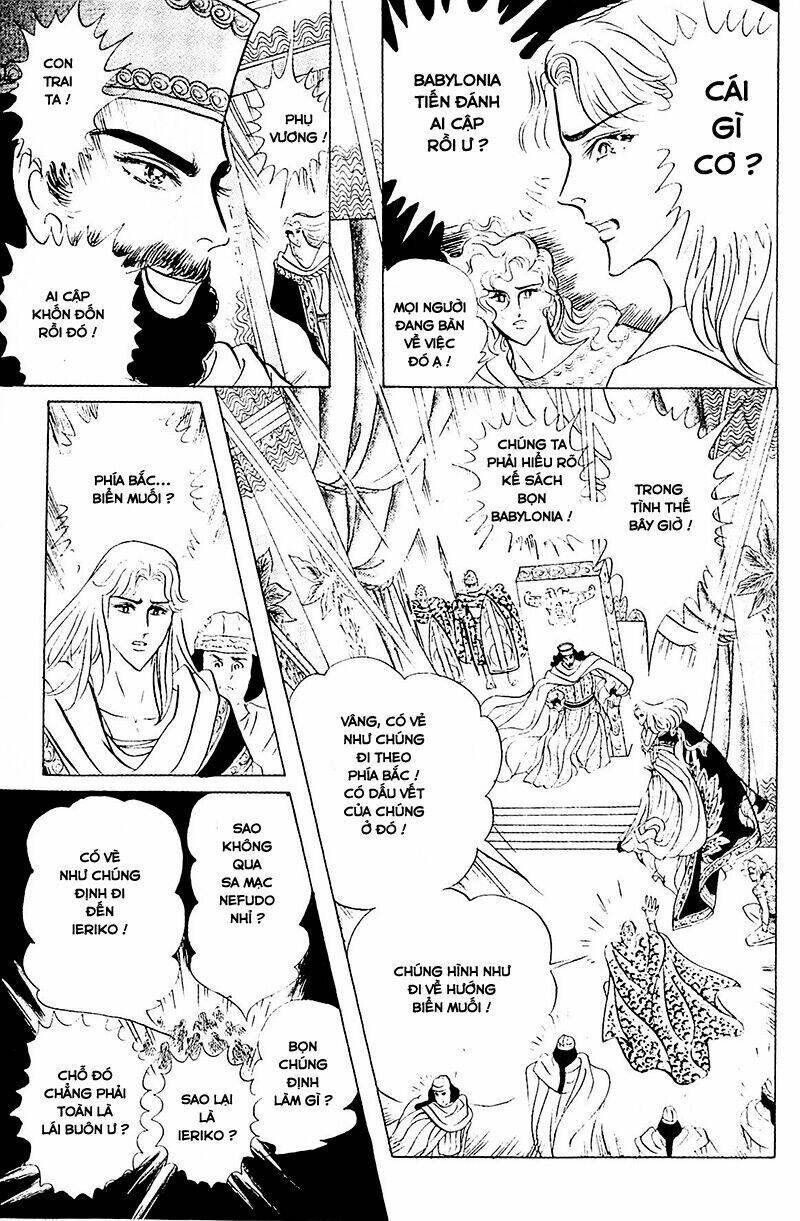 CÁI
GÌ
CƠ ?
BABYLONIA
TIẾN ĐÁNH
AI CẬP
RỒI Ư ?
MỌI NGƯỜI
ĐANG BÀN
VỀ VIỆC
ĐÓ Ạ !
PHỤ
VƯƠNG !
CON
TRAI
TA !
AI CẬP
KHỐN ĐỐN
RỒI ĐÓ !
TRONG
TÌNH THẾ
BÂY GIỜ !
CHÚNG TA
PHẢI HIỂU RÕ
KẾ SÁCH
BỌN
BABYLONIA !
VÂNG, CÓ VẺ
NHƯ CHÚNG
ĐI THEO
PHÍA BẮC !
CÓ DẤU VẾT
CỦA CHÚNG
Ở ĐÓ !
CHÚNG HÌNH NHƯ
ĐI VỀ HƯỚNG
BIỂN MUỐI !
PHÍA BẮC...
BIỂN MUỐI ?
SAO
KHÔNG
QUA
SA MẠC
NEFUDO
NHỈ ?
CÓ VẺ
NHƯ CHÚNG
ĐỊNH ĐI
ĐẾN
IERIKO !
BỌN
CHÚNG
ĐỊNH
LÀM GÌ ?
SAO LẠI
LÀ
IERIKO ?
CHỖ ĐÓ
CHẲNG PHẢI
TOÀN LÀ
LÁI BUÔN Ư ?